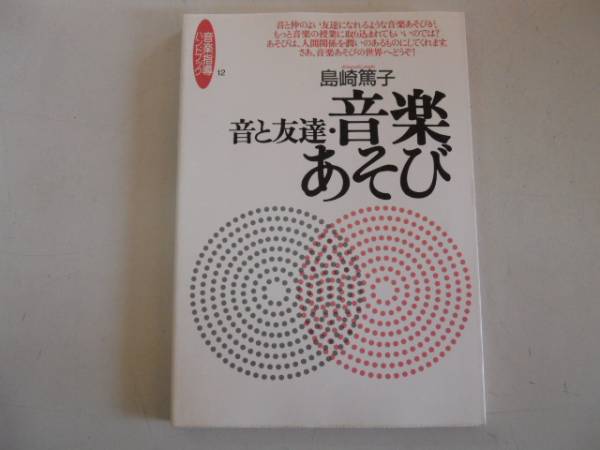 音楽指導
ハンドブック
12
音と仲のよい友達になれるような音楽あそびが、
もっと音楽の授業に取り込まれてもいいのでは?
あそびは、人間関係を潤いのあるものにしてくれます。
さあ、音楽あそびの世界へどうぞ!
島崎篤子
音と友達・音楽
あそび